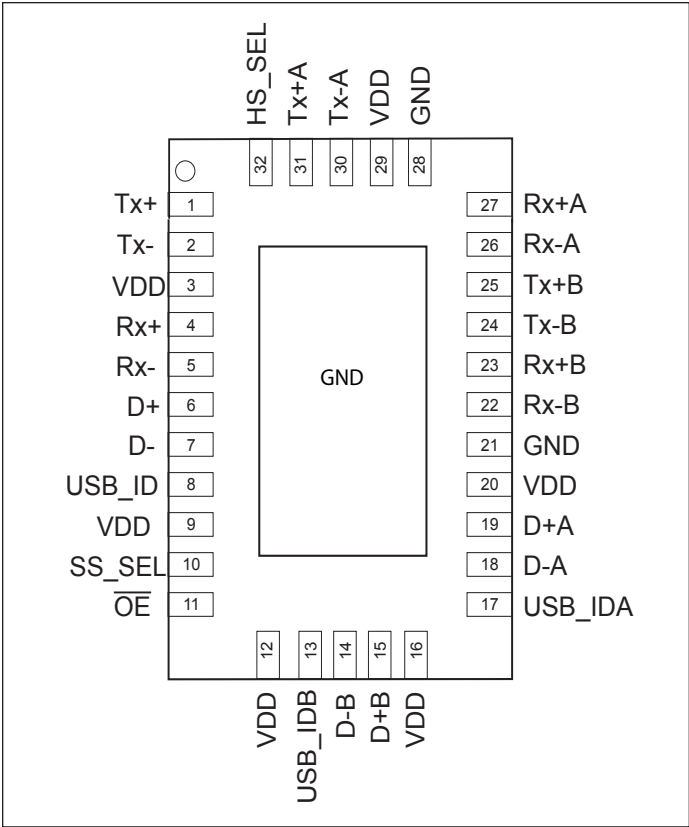 HS_SEL
Tx+A
Tx-A
VDD
GND
32
31
30
29
28
Tx+ 1
Tx- 2
VDD 3
Rx+ 4
Rx- 5
D+ 6
D- 7
USB_ID 8
VDD 9
SS_SEL 10
O̅E̅ 11
GND
27 Rx+A
26 Rx-A
25 Tx+B
24 Tx-B
23 Rx+B
22 Rx-B
21 GND
20 VDD
19 D+A
18 D-A
17 USB_IDA
12
13
14
15
16
VDD
USB_IDB
D-B
D+B
VDD